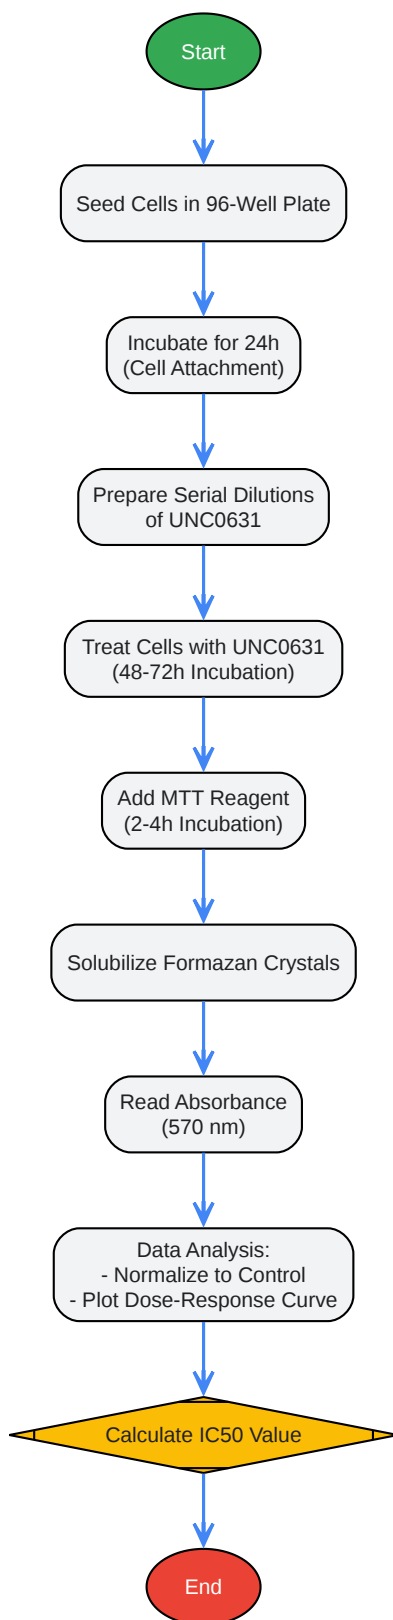 Start
Seed Cells in 96-Well Plate
Incubate for 24h
(Cell Attachment)
Prepare Serial Dilutions
of UNC0631
Treat Cells with UNC0631
(48-72h Incubation)
Add MTT Reagent
(2-4h Incubation)
Solubilize Formazan Crystals
Read Absorbance
(570 nm)
Data Analysis:
- Normalize to Control
- Plot Dose-Response Curve
Calculate IC50 Value
End